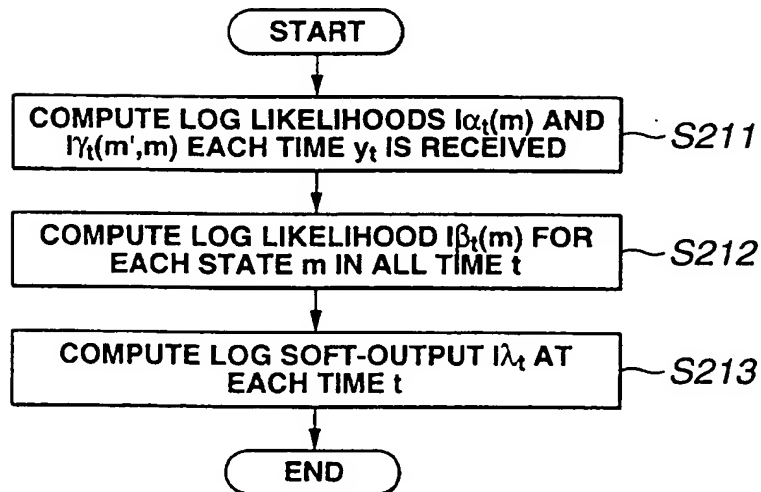 START
COMPUTE LOG LIKELIHOODS Iαt(m) AND
Iγt(m',m) EACH TIME yt IS RECEIVED
S211
COMPUTE LOG LIKELIHOOD Iβt(m) FOR
EACH STATE m IN ALL TIME t
S212
COMPUTE LOG SOFT-OUTPUT Iλt AT
EACH TIME t
S213
END